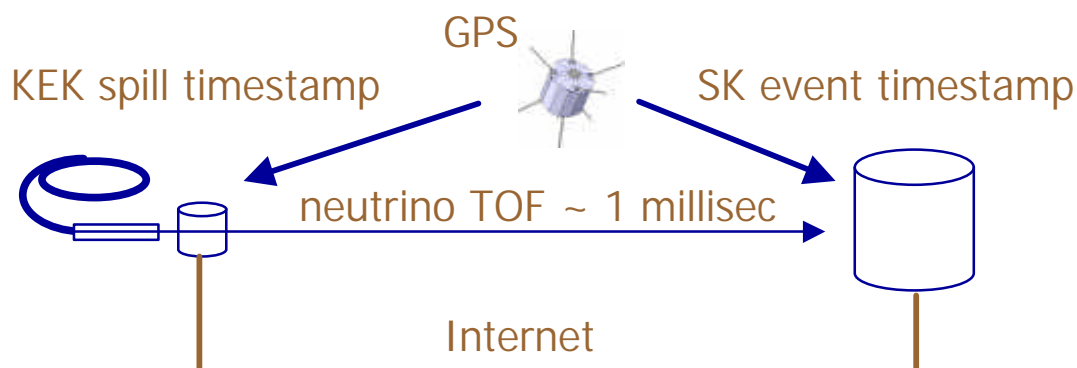 GPS
KEK spill timestamp
SK event timestamp
neutrino TOF ~ 1 millisec
Internet